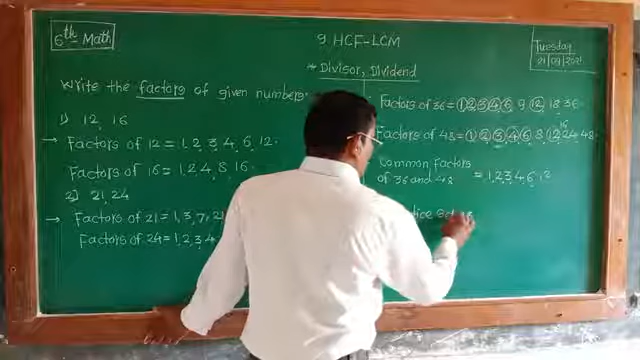 6th Math
9. HCF-LCM
Tuesday
21/09/2021
* Divisor, Dividend
Write the factors of given numbers.
1) 12, 16
→ Factors of 12 = 1, 2, 3, 4, 6, 12.
Factors of 16 = 1, 2, 4, 8, 16.
2) 21, 24
→ Factors of 21 = 1, 3, 7, 21
Factors of 24 = 1, 2, 3, 4
Factors of 36 = 1 2 3 4 6 9 12, 18 36
16
Factors of 48 = 1 2 3 4 6 8 12 24 48
Common factors
of 36 and 48 = 1, 2, 3, 4, 6, 12